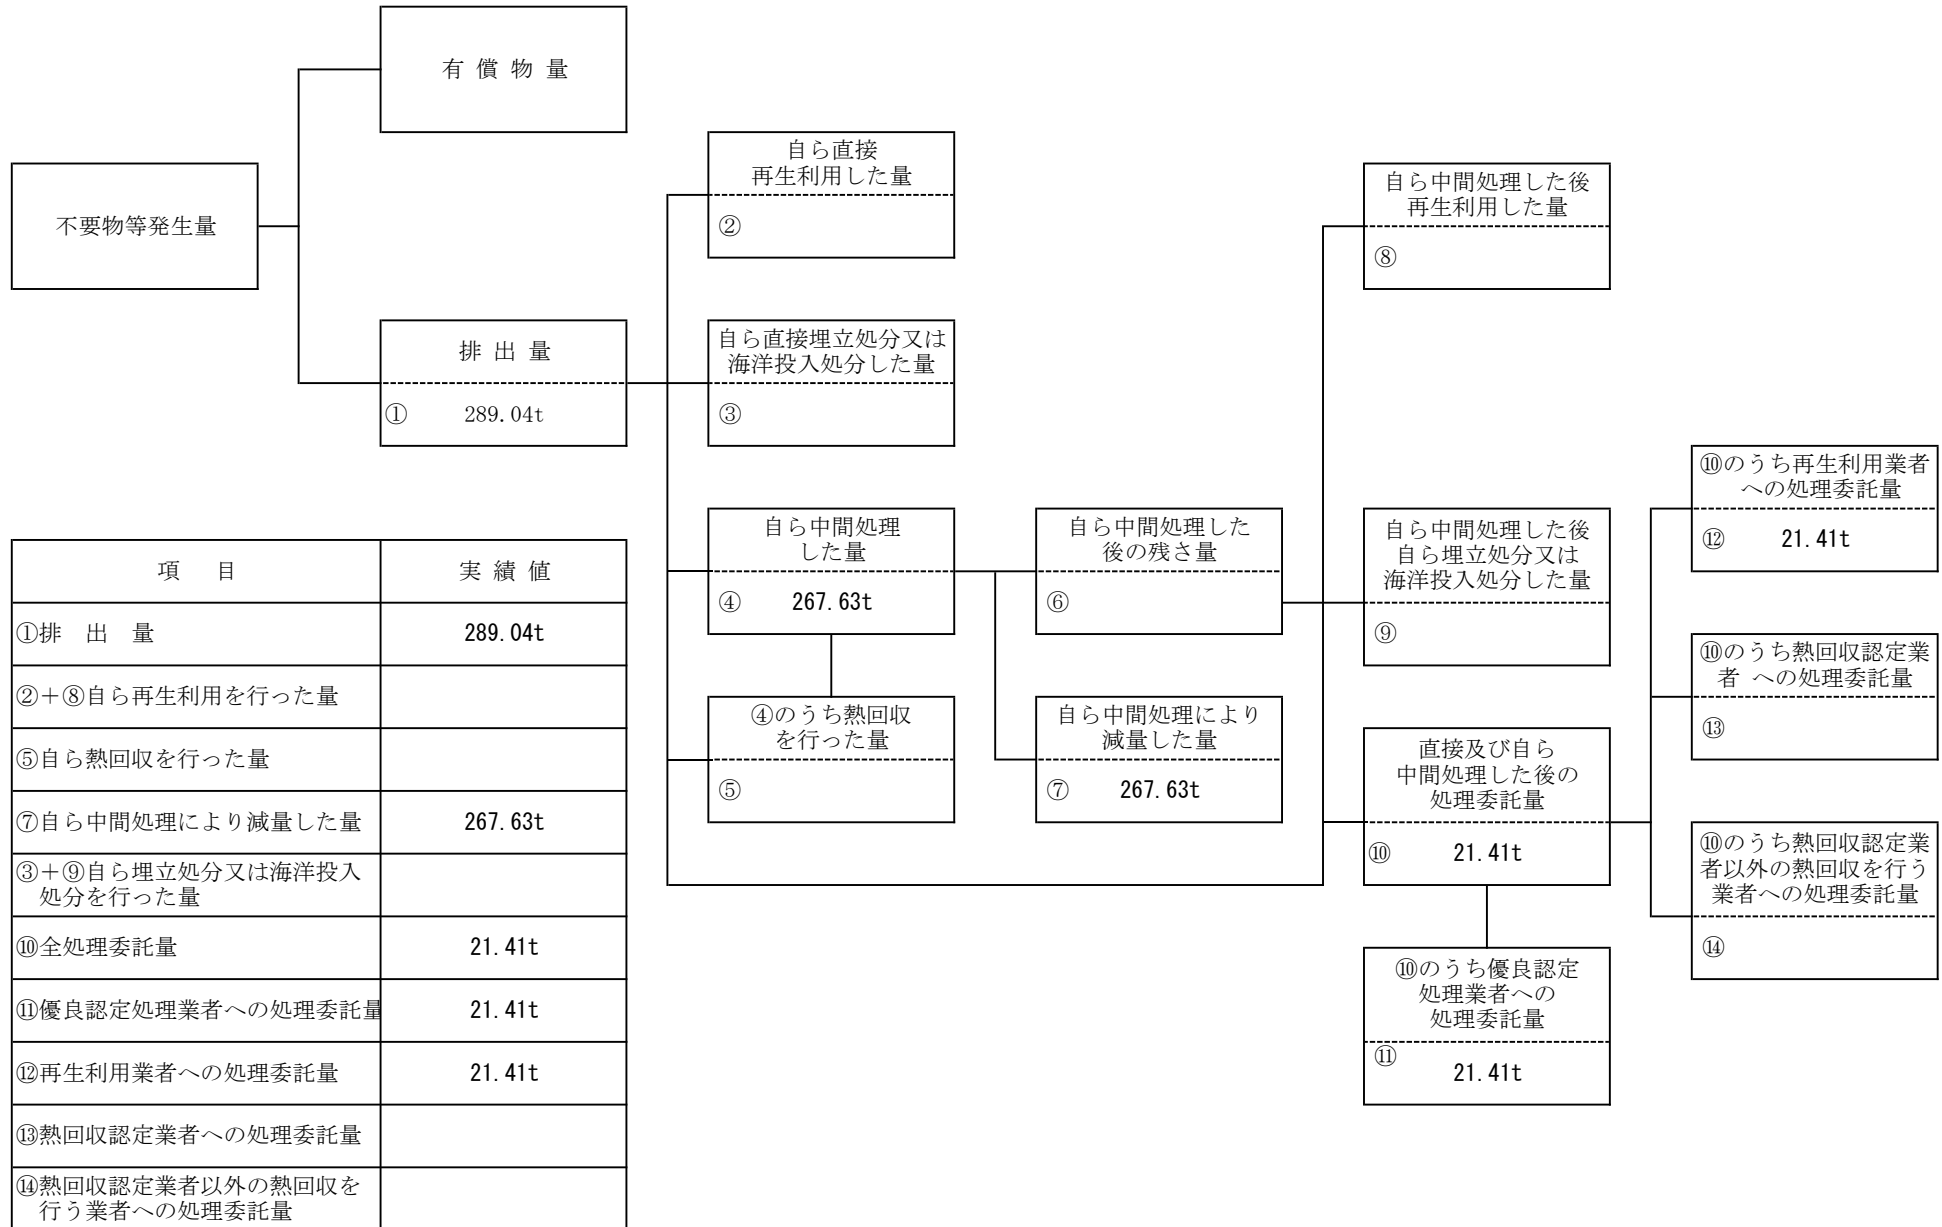 有 償 物 量
不要物等発生量
排 出 量
① 289.04t
自ら直接
再生利用した量
②
自ら直接埋立処分又は
海洋投入処分した量
③
自ら中間処理
した量
④ 267.63t
④のうち熱回収
を行った量
⑤
自ら中間処理した
後の残さ量
⑥
自ら中間処理により
減量した量
⑦ 267.63t
自ら中間処理した後
再生利用した量
⑧
自ら中間処理した後
自ら埋立処分又は
海洋投入処分した量
⑨
直接及び自ら
中間処理した後の
処理委託量
⑩ 21.41t
⑩のうち優良認定
処理業者への
処理委託量
⑪ 21.41t
⑩のうち再生利用業者
への処理委託量
⑫ 21.41t
⑩のうち熱回収認定業
者 への処理委託量
⑬
⑩のうち熱回収認定業
者以外の熱回収を行う
業者への処理委託量
⑭
項 目 実 績 値
①排 出 量 289.04t
②＋⑧自ら再生利用を行った量
⑤自ら熱回収を行った量
⑦自ら中間処理により減量した量 267.63t
③＋⑨自ら埋立処分又は海洋投入
処分を行った量
⑩全処理委託量 21.41t
⑪優良認定処理業者への処理委託量 21.41t
⑫再生利用業者への処理委託量 21.41t
⑬熱回収認定業者への処理委託量
⑭熱回収認定業者以外の熱回収を
行う業者への処理委託量